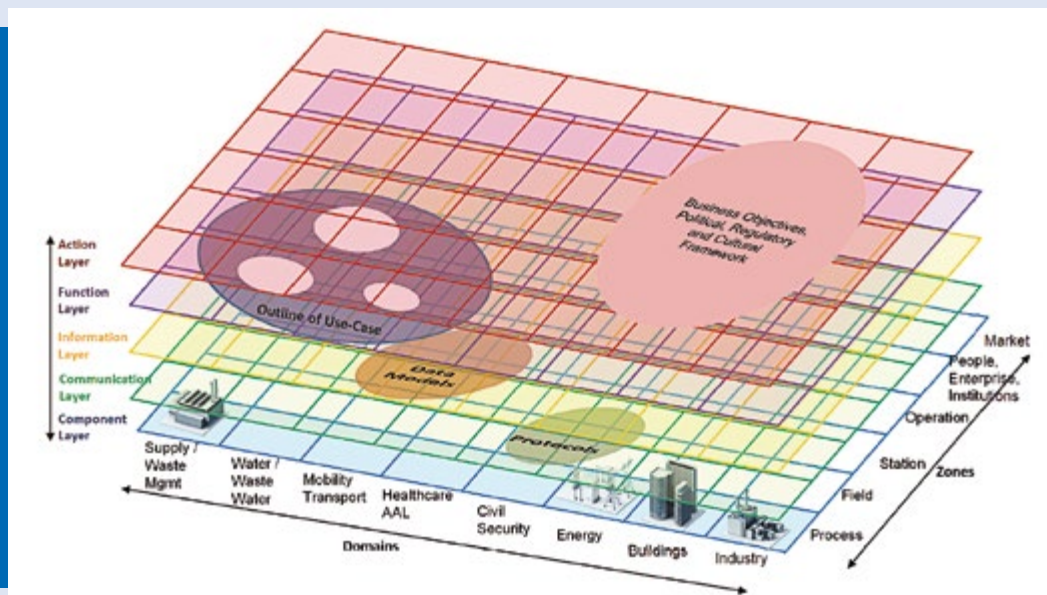 Action
Layer
Function
Layer
Information
Layer
Communication
Layer
Component
Layer
Business Objectives,
Political, Regulatory
and Cultural
Framework
Outline of Use-Case
Data
Models
Protocols
Supply /
Waste
Mgmt
Water /
Waste
Water
Mobility
Transport
Healthcare
AAL
Civil
Security
Energy
Buildings
Industry
Domains
Market
People,
Enterprise,
Institutions
Operation
Station
Field
Process
Zones